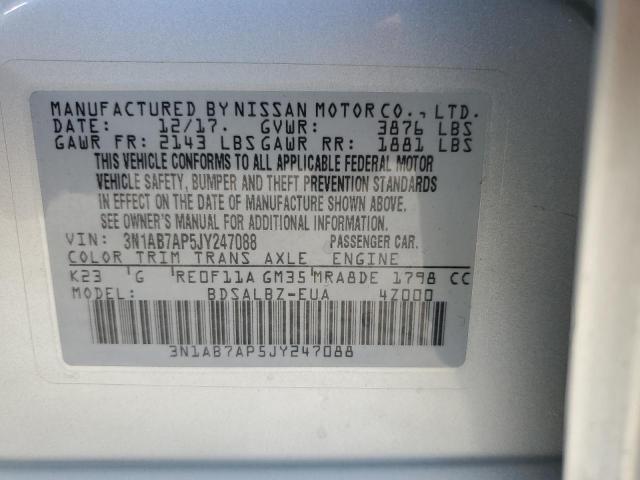 MANUFACTURED BY NISSAN MOTOR CO., LTD.
DATE: 12/17. GVWR: 3876 LBS
GAWR FR: 2143 LBS GAWR RR: 1881 LBS
THIS VEHICLE CONFORMS TO ALL APPLICABLE FEDERAL MOTOR
VEHICLE SAFETY, BUMPER AND THEFT PREVENTION STANDARDS
IN EFFECT ON THE DATE OF MANUFACTURE SHOWN ABOVE.
SEE OWNER'S MANUAL FOR ADDITIONAL INFORMATION.
VIN: 3N1AB7AP5JY247088 PASSENGER CAR.
COLOR TRIM TRANS AXLE ENGINE
K23 G RE0F11A GM35 MRA8DE 1798 CC
MODEL: BDSALBZ-EUA 4Z000
3N1AB7AP5JY247088